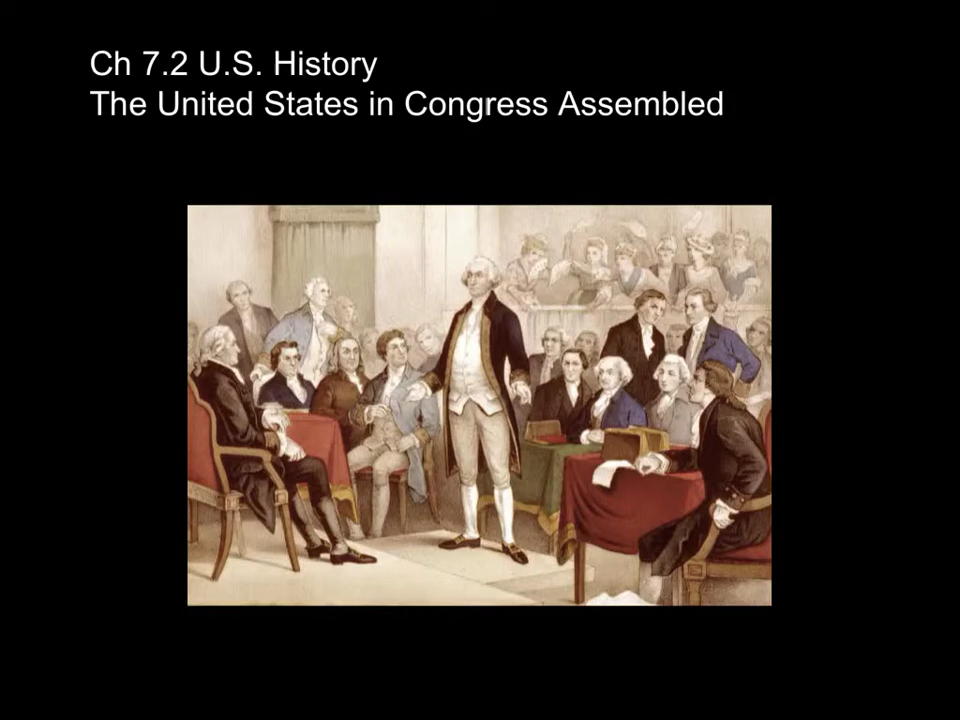 Ch 7.2 U.S. History
The United States in Congress Assembled